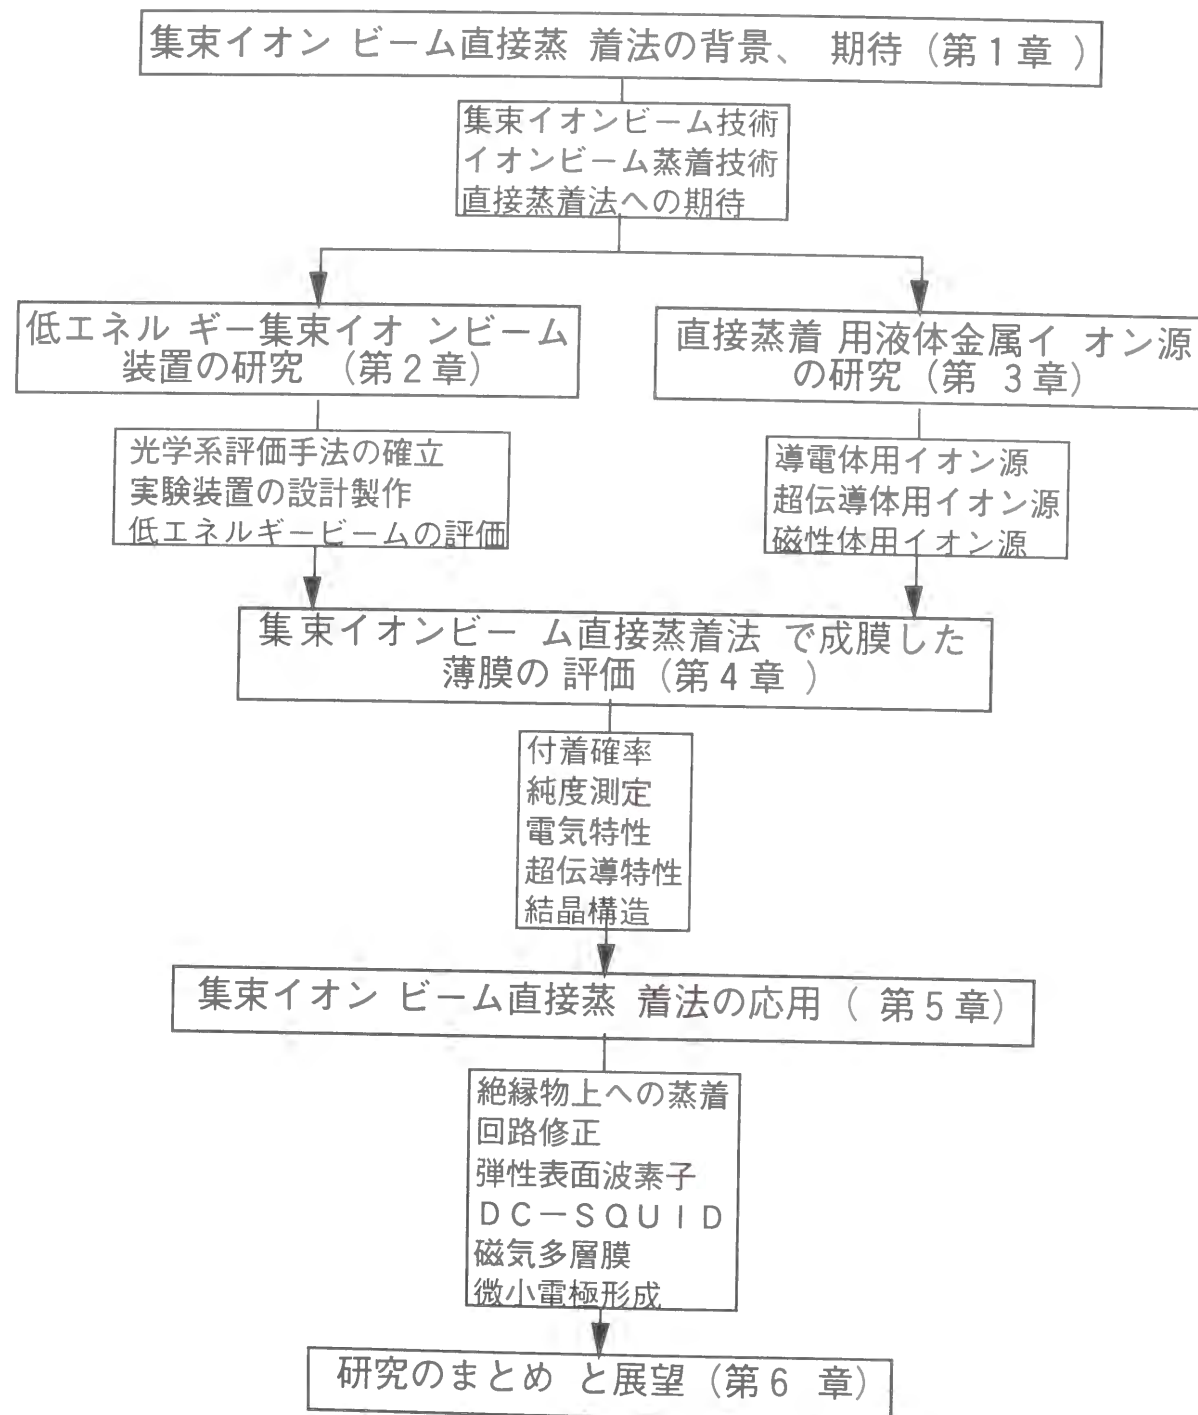 集束イオン ビーム直接蒸 着法の背景、 期待（第１章 ）
集束イオンビーム技術
イオンビーム蒸着技術
直接蒸着法への期待
低エネル ギー集束イオ ンビーム
装置の研究 （第２章）
直接蒸着 用液体金属イ オン源
の研究（第 ３章）
光学系評価手法の確立
実験装置の設計製作
低エネルギービームの評価
導電体用イオン源
超伝導体用イオン源
磁性体用イオン源
集束イオンビー ム直接蒸着法 で成膜した
薄膜の 評価（第４章 ）
付着確率
純度測定
電気特性
超伝導特性
結晶構造
集束イオン ビーム直接蒸 着法の応用（ 第５章）
絶縁物上への蒸着
回路修正
弾性表面波素子
ＤＣ－ＳＱＵＩＤ
磁気多層膜
微小電極形成
研究のまとめ と展望（第６ 章）